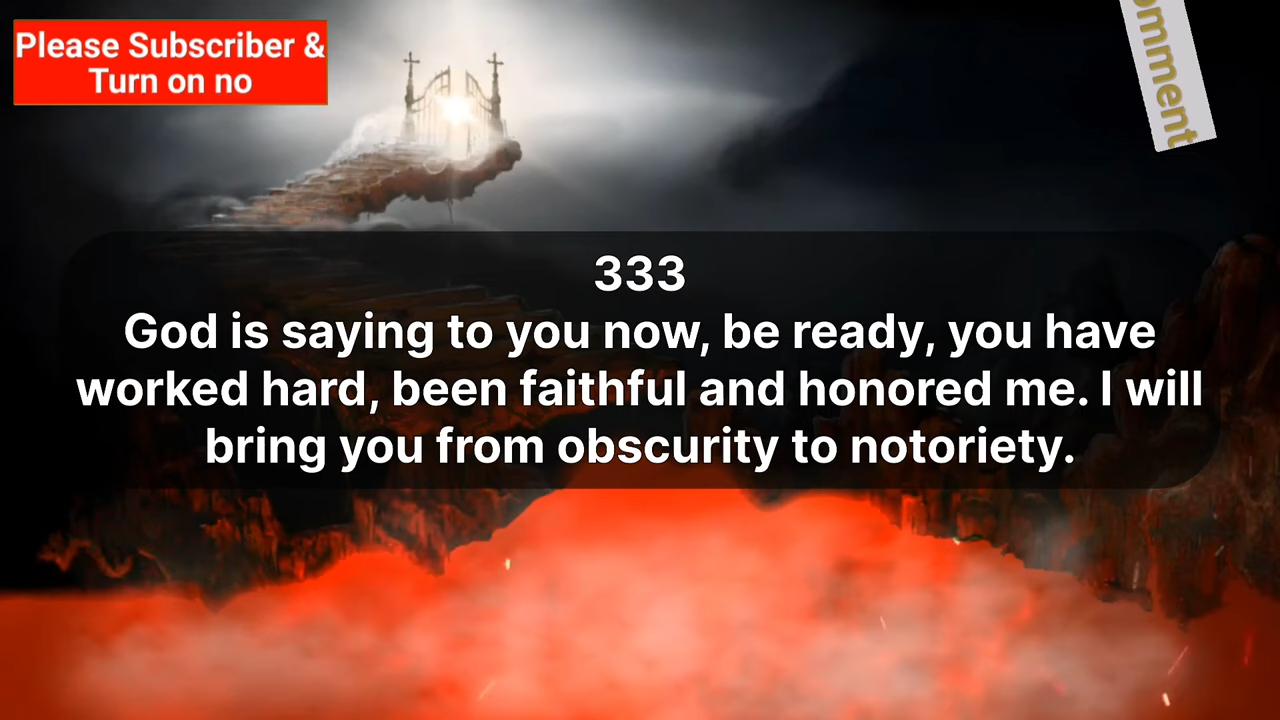 Please Subscriber &
Turn on no
omment
333
God is saying to you now, be ready, you have
worked hard, been faithful and honored me. I will
bring you from obscurity to notoriety.